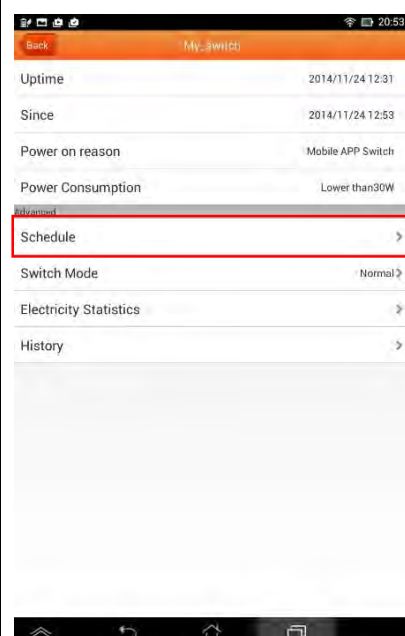 20:53
Back My_Switch
Uptime 2014/11/24 12:31
Since 2014/11/24 12:53
Power on reason Mobile APP Switch
Power Consumption Lower than30W
Advanced
Schedule
Switch Mode Normal
Electricity Statistics
History